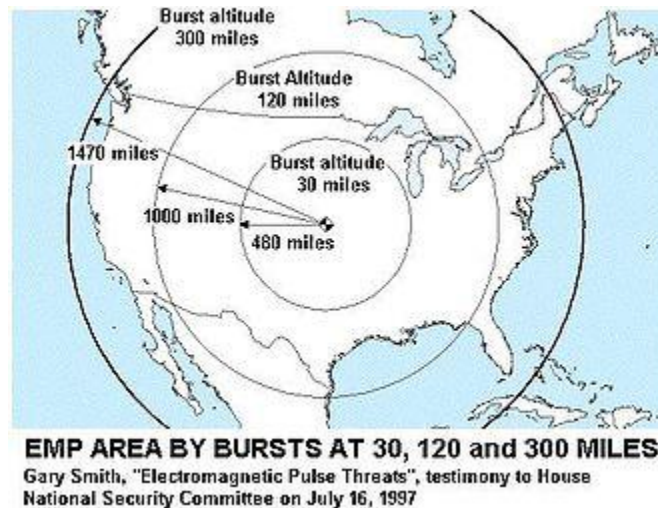 Burst altitude
300 miles
Burst Altitude
120 miles
1470 miles
Burst altitude
30 miles
1000 miles
480 miles
EMP AREA BY BURSTS AT 30, 120 and 300 MILES
Gary Smith, "Electromagnetic Pulse Threats", testimony to House
National Security Committee on July 16, 1997